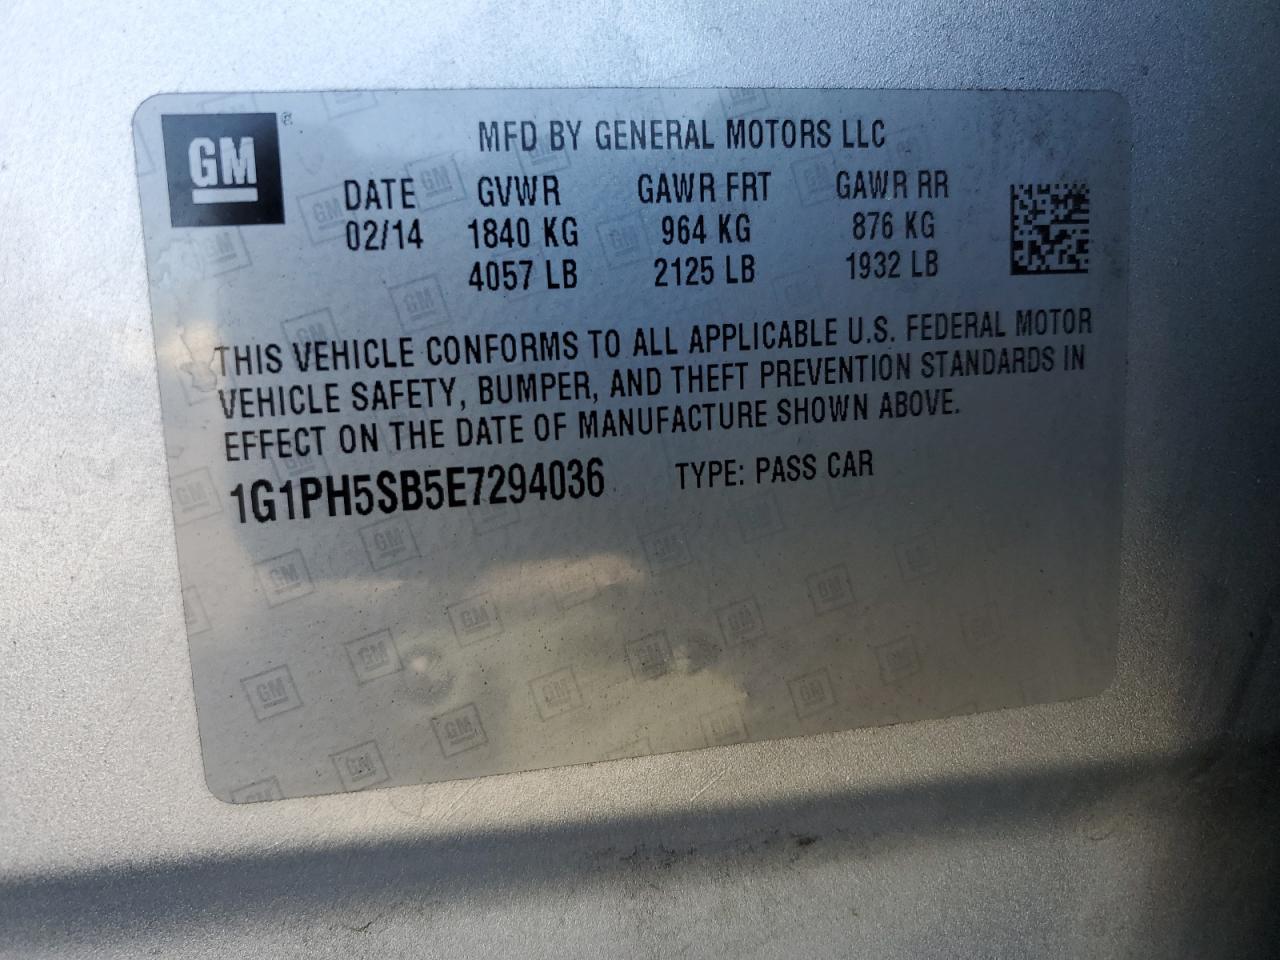 GM
MFD BY GENERAL MOTORS LLC
DATE GVWR GAWR FRT GAWR RR
02/14 1840 KG 964 KG 876 KG
4057 LB 2125 LB 1932 LB
THIS VEHICLE CONFORMS TO ALL APPLICABLE U.S. FEDERAL MOTOR
VEHICLE SAFETY, BUMPER, AND THEFT PREVENTION STANDARDS IN
EFFECT ON THE DATE OF MANUFACTURE SHOWN ABOVE.
1G1PH5SB5E7294036 TYPE: PASS CAR